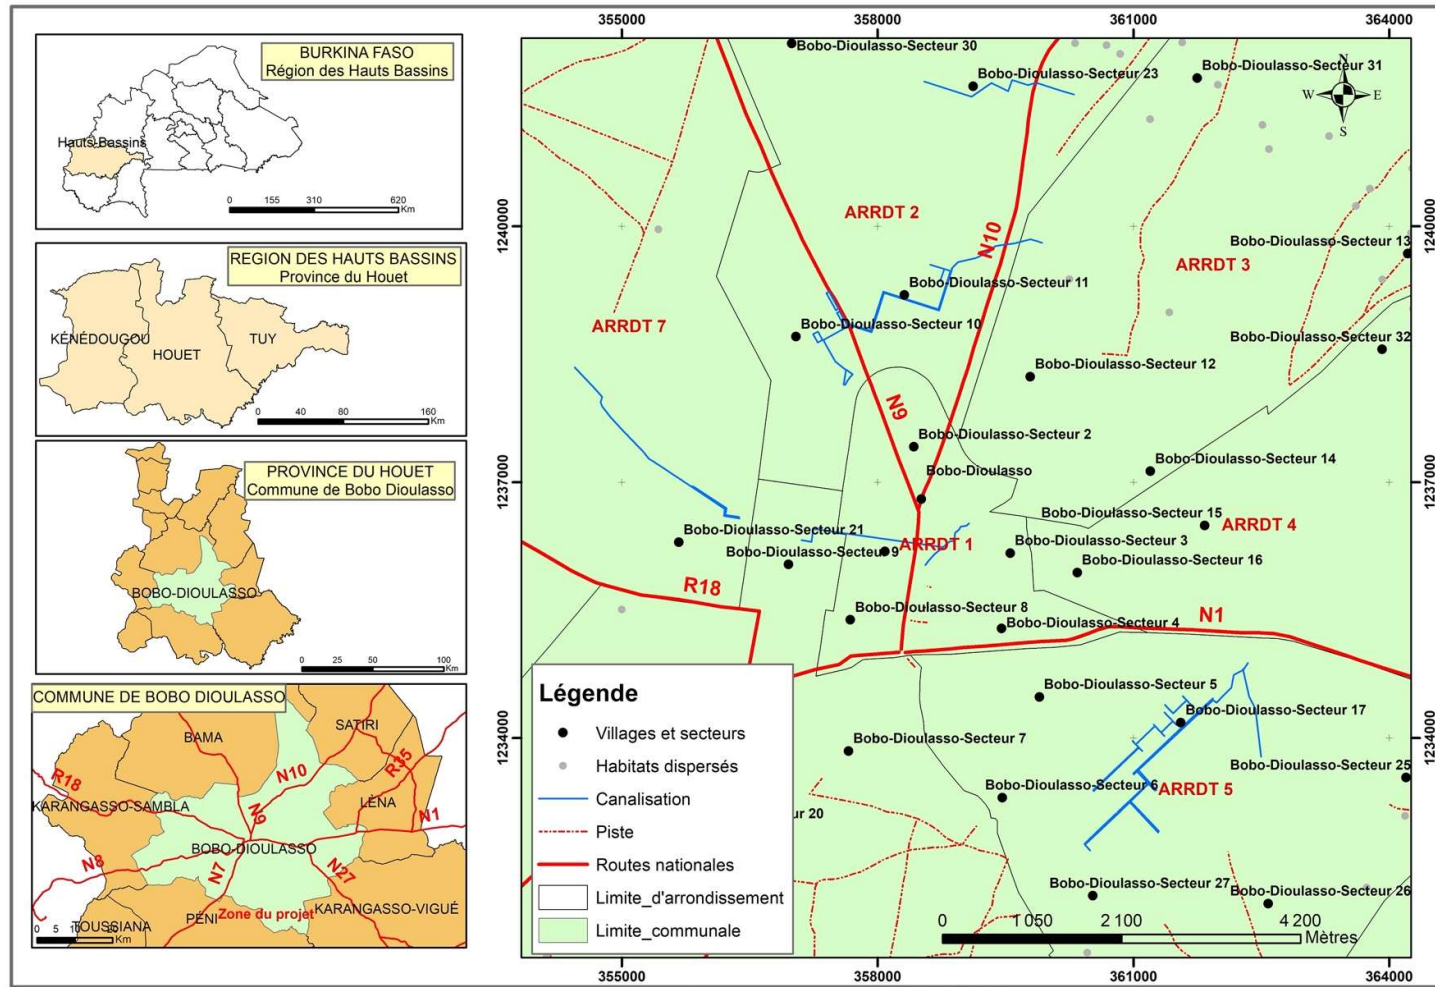 BURKINA FASO
Région des Hauts Bassins
Hauts-Bassins
0 155 310 620
Km
REGION DES HAUTS BASSINS
Province du Houet
KÉNÉDOUGOU
HOUET
TUY
0 40 80 160
Km
PROVINCE DU HOUET
Commune de Bobo Dioulasso
BOBO-DIOULASSO
0 25 50 100
Km
COMMUNE DE BOBO DIOULASSO
BAMA
SATIRI
R35
N10
R18
KARANGASSO-SAMBLA
LÈNA
N9
N1
BOBO-DIOULASSO
N8
N7
N27
PÉNI
Zone du projet
KARANGASSO-VIGUÉ
TOUSSIANA
0 5 10 20
Km
355000 358000 361000 364000
1240000
1237000
1234000
N
W E
S
Bobo-Dioulasso-Secteur 30
Bobo-Dioulasso-Secteur 23
Bobo-Dioulasso-Secteur 31
ARRDT 2
N10
Bobo-Dioulasso-Secteur 13
ARRDT 3
Bobo-Dioulasso-Secteur 11
ARRDT 7
Bobo-Dioulasso-Secteur 10
Bobo-Dioulasso-Secteur 32
Bobo-Dioulasso-Secteur 12
N9
Bobo-Dioulasso-Secteur 2
Bobo-Dioulasso
Bobo-Dioulasso-Secteur 14
Bobo-Dioulasso-Secteur 15
ARRDT 4
Bobo-Dioulasso-Secteur 21
Bobo-Dioulasso-Secteur 9
ARRDT 1
Bobo-Dioulasso-Secteur 3
Bobo-Dioulasso-Secteur 16
R18
Bobo-Dioulasso-Secteur 8
Bobo-Dioulasso-Secteur 4
N1
Bobo-Dioulasso-Secteur 5
Bobo-Dioulasso-Secteur 17
Bobo-Dioulasso-Secteur 7
Bobo-Dioulasso-Secteur 25
Bobo-Dioulasso-Secteur 6
ARRDT 5
ur 20
Bobo-Dioulasso-Secteur 27
Bobo-Dioulasso-Secteur 26
Légende
Villages et secteurs
Habitats dispersés
Canalisation
Piste
Routes nationales
Limite_d'arrondissement
Limite_communale
0 1 050 2 100 4 200
Mètres
1240000
1237000
1234000
355000 358000 361000 364000